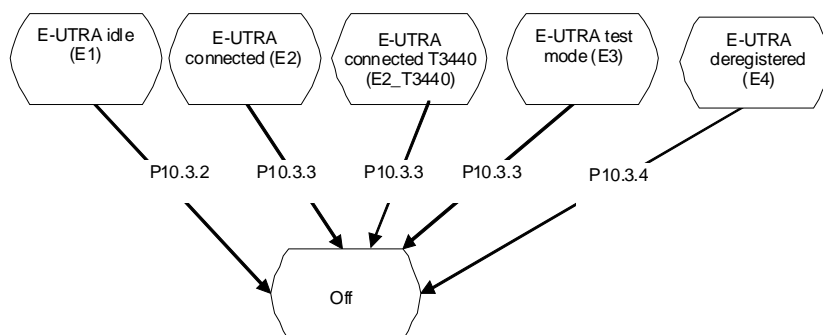 E-UTRA idle
(E1)
E-UTRA
connected (E2)
E-UTRA
connected T3440
(E2_T3440)
E-UTRA test
mode (E3)
E-UTRA
deregistered
(E4)
P10.3.2
P10.3.3
P10.3.3
P10.3.3
P10.3.4
Off